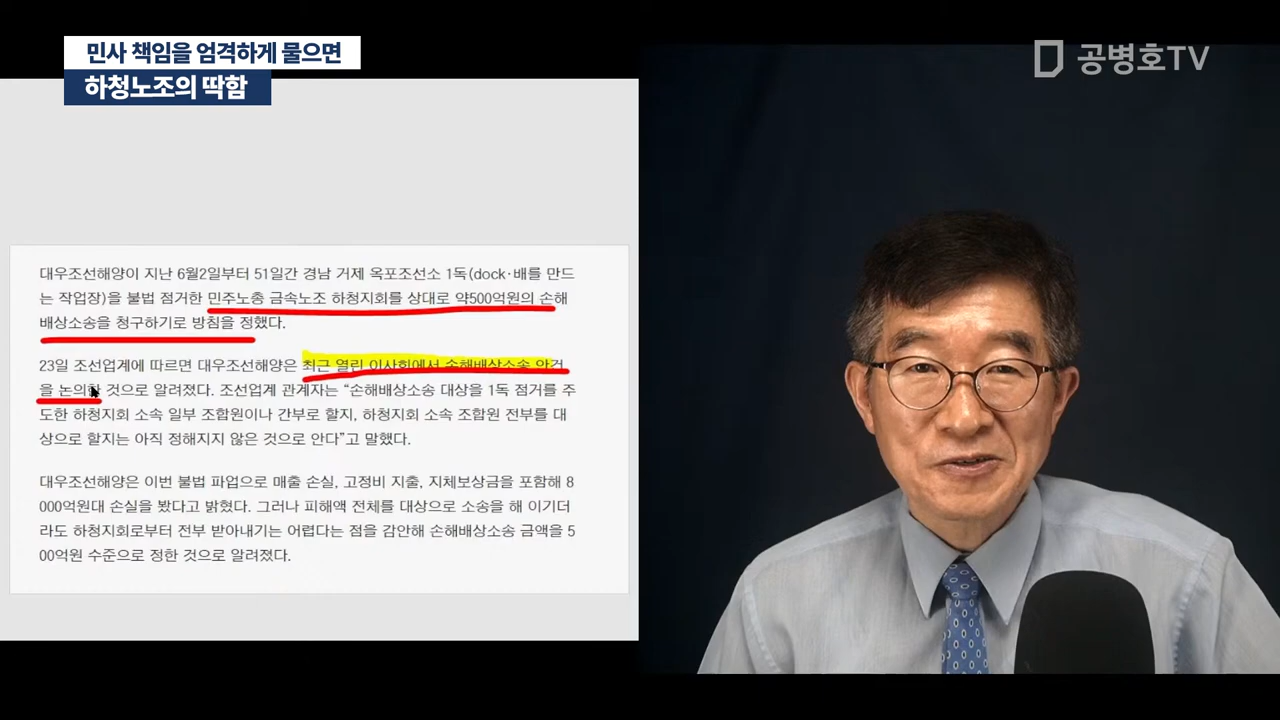 민사 책임을 엄격하게 물으면
하청노조의 딱함
공병호TV
대우조선해양이 지난 6월2일부터 51일간 경남 거제 옥포조선소 1독(dock·배를 만드
는 작업장)을 불법 점거한 민주노총 금속노조 하청지회를 상대로 약500억원의 손해
배상소송을 청구하기로 방침을 정했다.
23일 조선업계에 따르면 대우조선해양은 최근 열린 이사회에서 손해배상소송 안건
을 논의한 것으로 알려졌다. 조선업계 관계자는 “손해배상소송 대상을 1독 점거를 주
도한 하청지회 소속 일부 조합원이나 간부로 할지, 하청지회 소속 조합원 전부를 대
상으로 할지는 아직 정해지지 않은 것으로 안다”고 말했다.
대우조선해양은 이번 불법 파업으로 매출 손실, 고정비 지출, 지체보상금을 포함해 8
000억원대 손실을 봤다고 밝혔다. 그러나 피해액 전체를 대상으로 소송을 해 이기더
라도 하청지회로부터 전부 받아내기는 어렵다는 점을 감안해 손해배상소송 금액을 5
00억원 수준으로 정한 것으로 알려졌다.